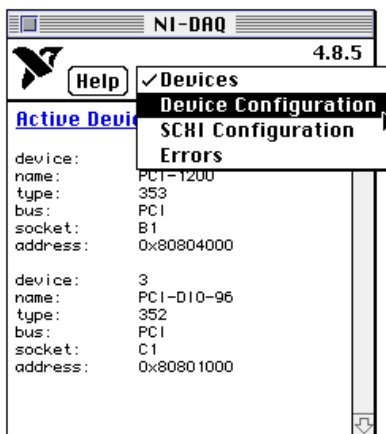 NI-DAQ
4.8.5
Help
✓Devices
Device Configuration
SCXI Configuration
Errors
Active Devi
device:
name: PCI-1200
type: 353
bus: PCI
socket: B1
address: 0x80804000
device: 3
name: PCI-DIO-96
type: 352
bus: PCI
socket: C1
address: 0x80801000